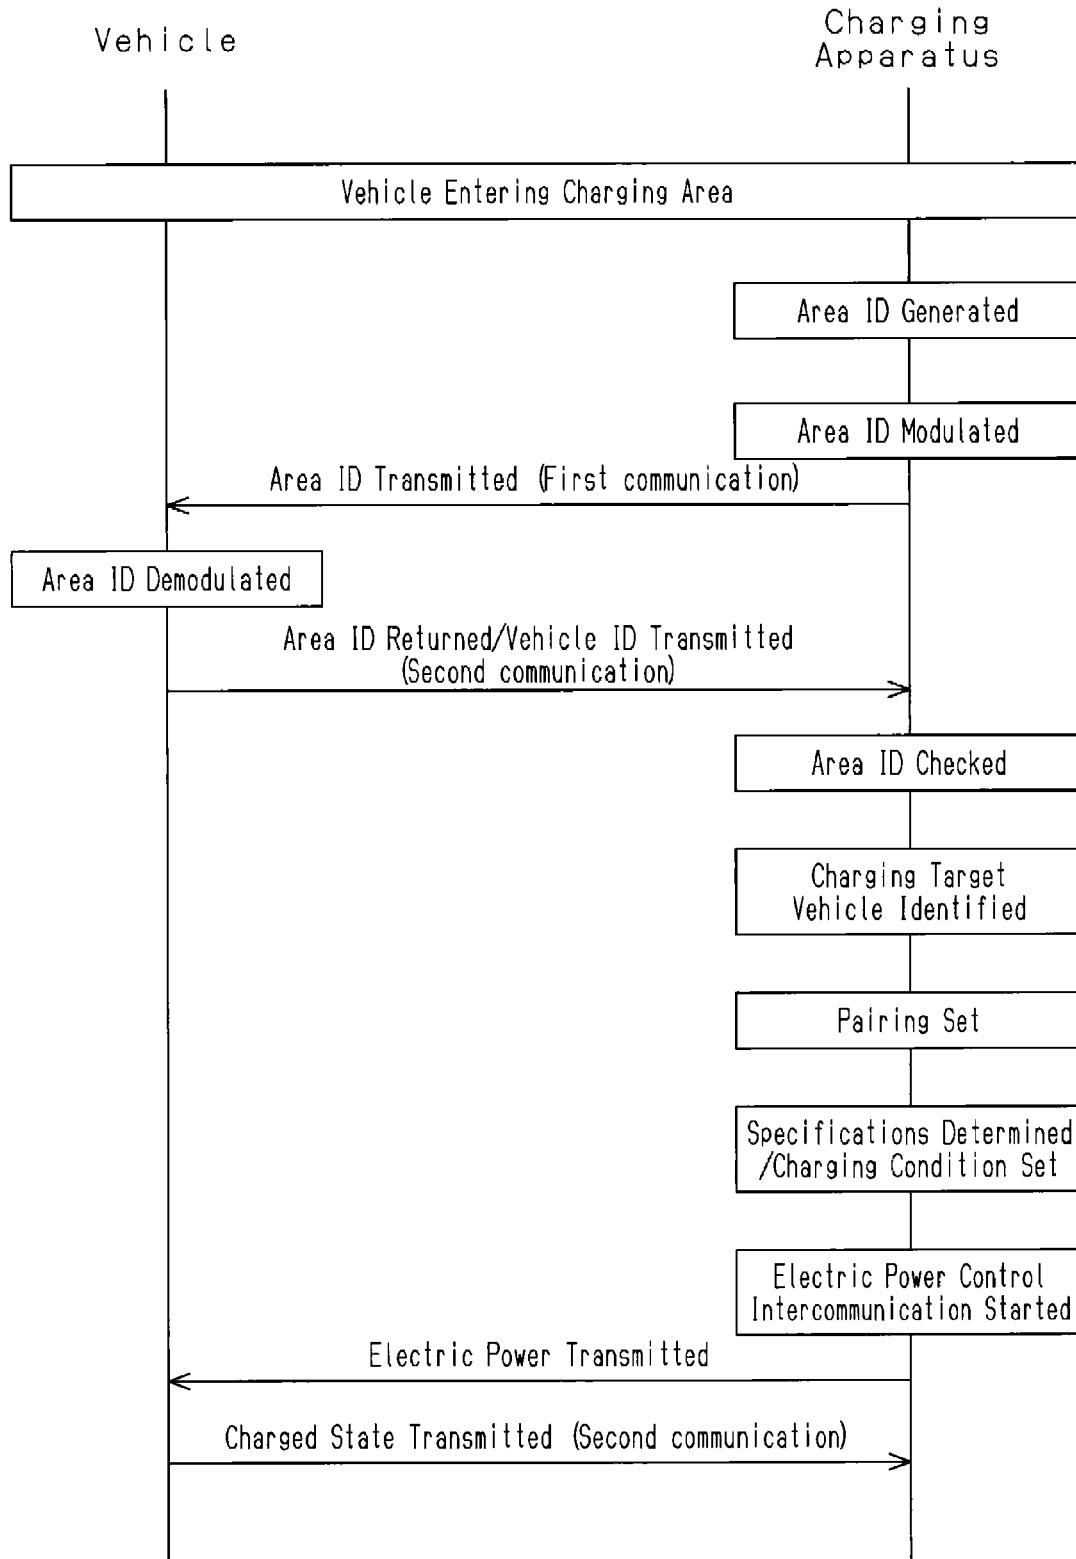 Vehicle
Charging
Apparatus
Vehicle Entering Charging Area
Area ID Generated
Area ID Modulated
Area ID Transmitted (First communication)
Area ID Demodulated
Area ID Returned/Vehicle ID Transmitted
(Second communication)
Area ID Checked
Charging Target
Vehicle Identified
Pairing Set
Specifications Determined
/Charging Condition Set
Electric Power Control
Intercommunication Started
Electric Power Transmitted
Charged State Transmitted (Second communication)